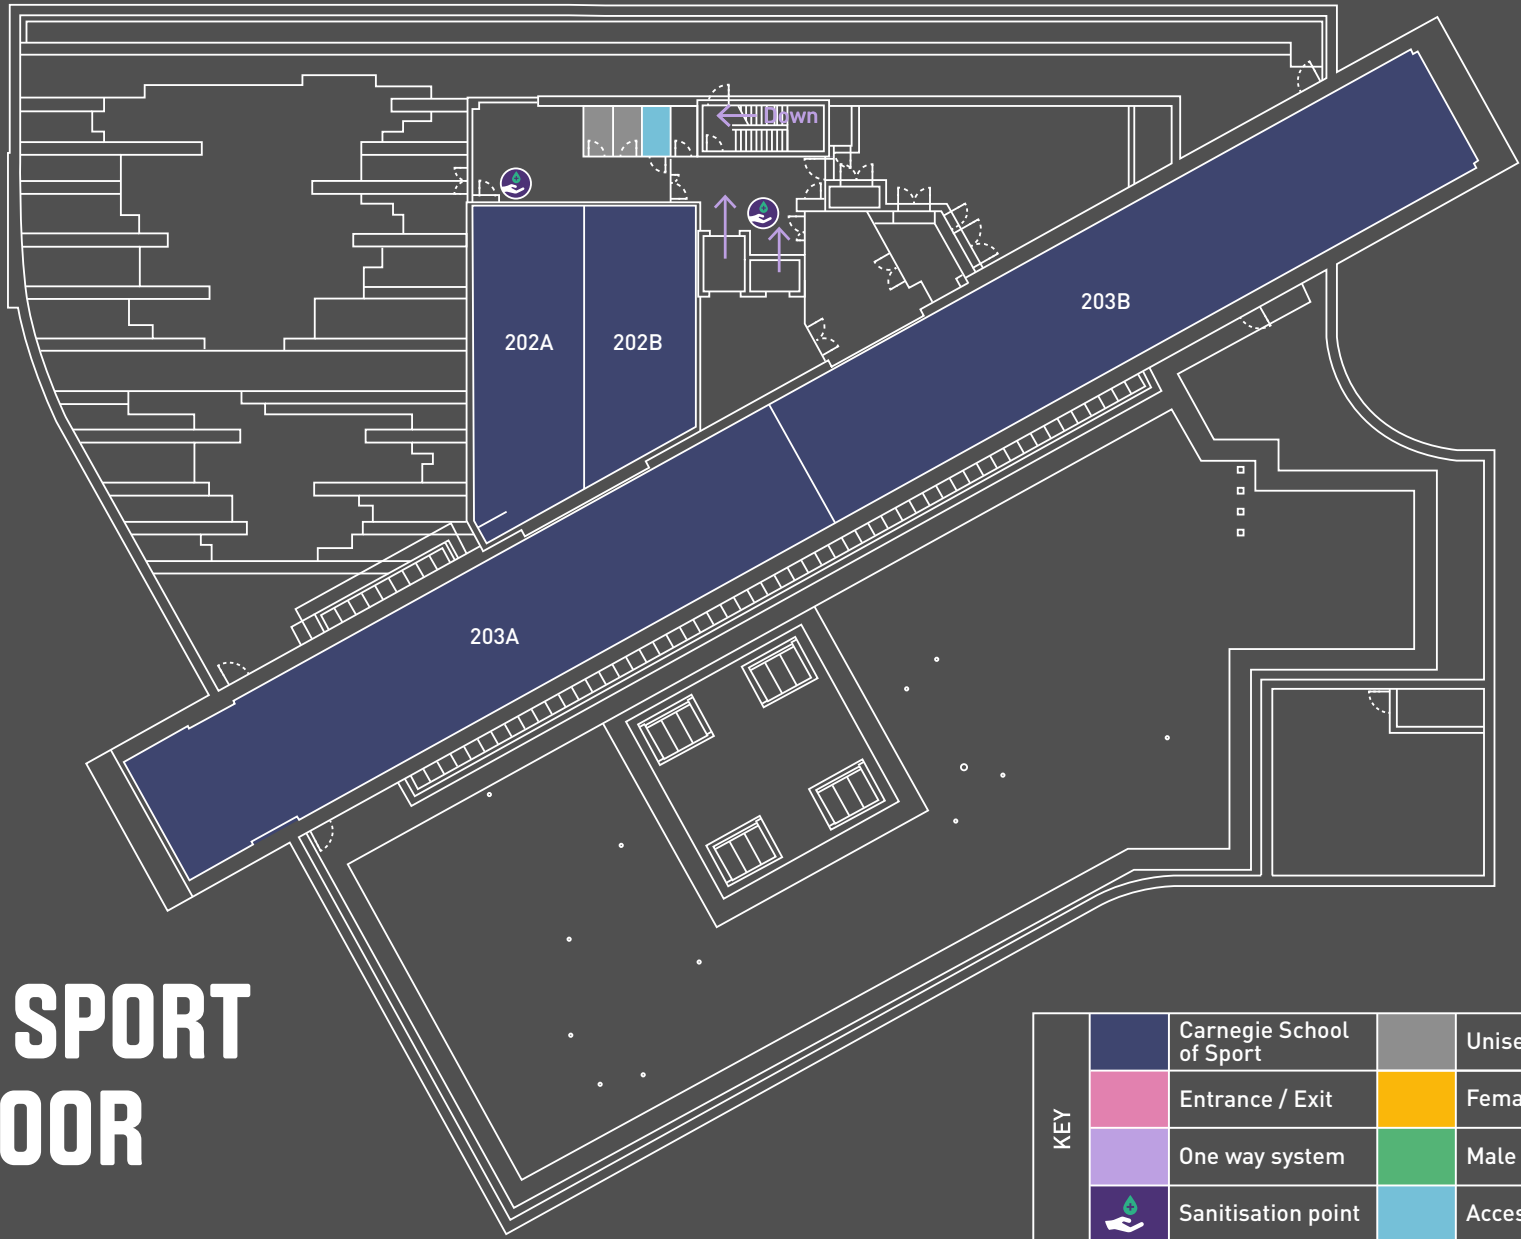 Down
203B
202A
202B
203A
SPORT
OOR
KEY
Carnegie School
of Sport
Entrance / Exit
One way system
Sanitisation point
Unise
Fema
Male
Acces